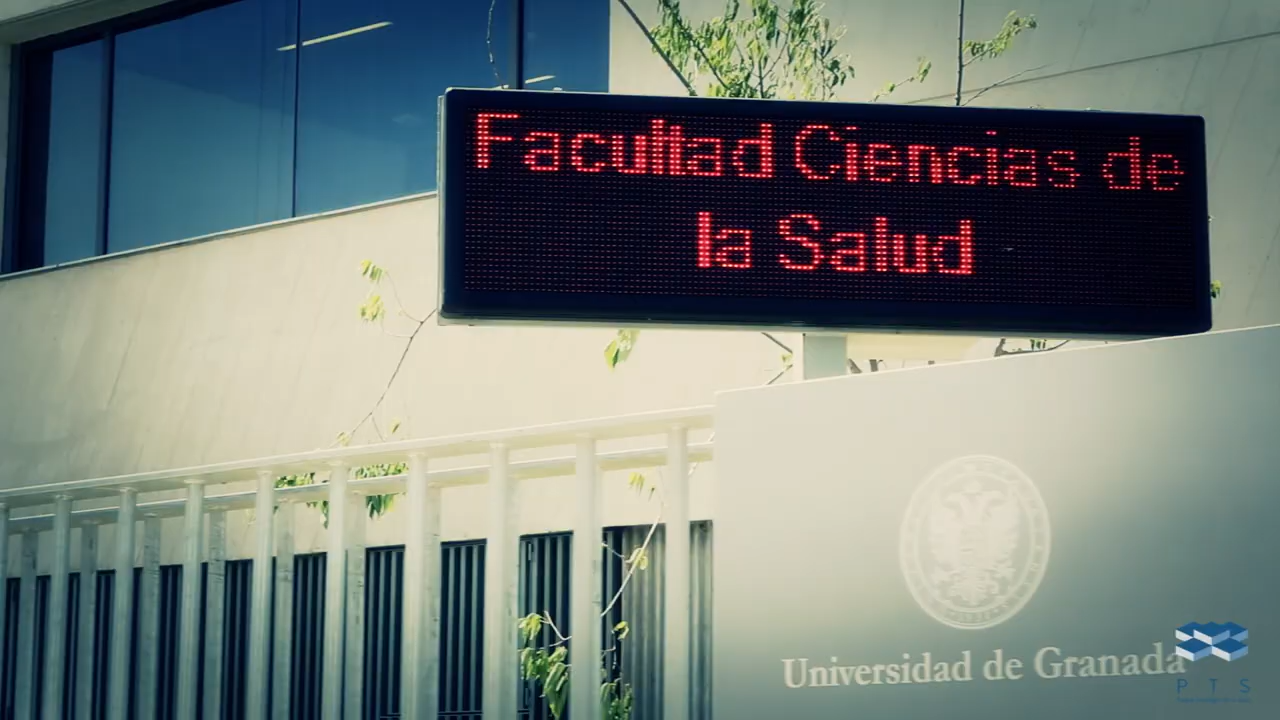 Facultad Ciencias de
la Salud
Universidad de Granada
PTS